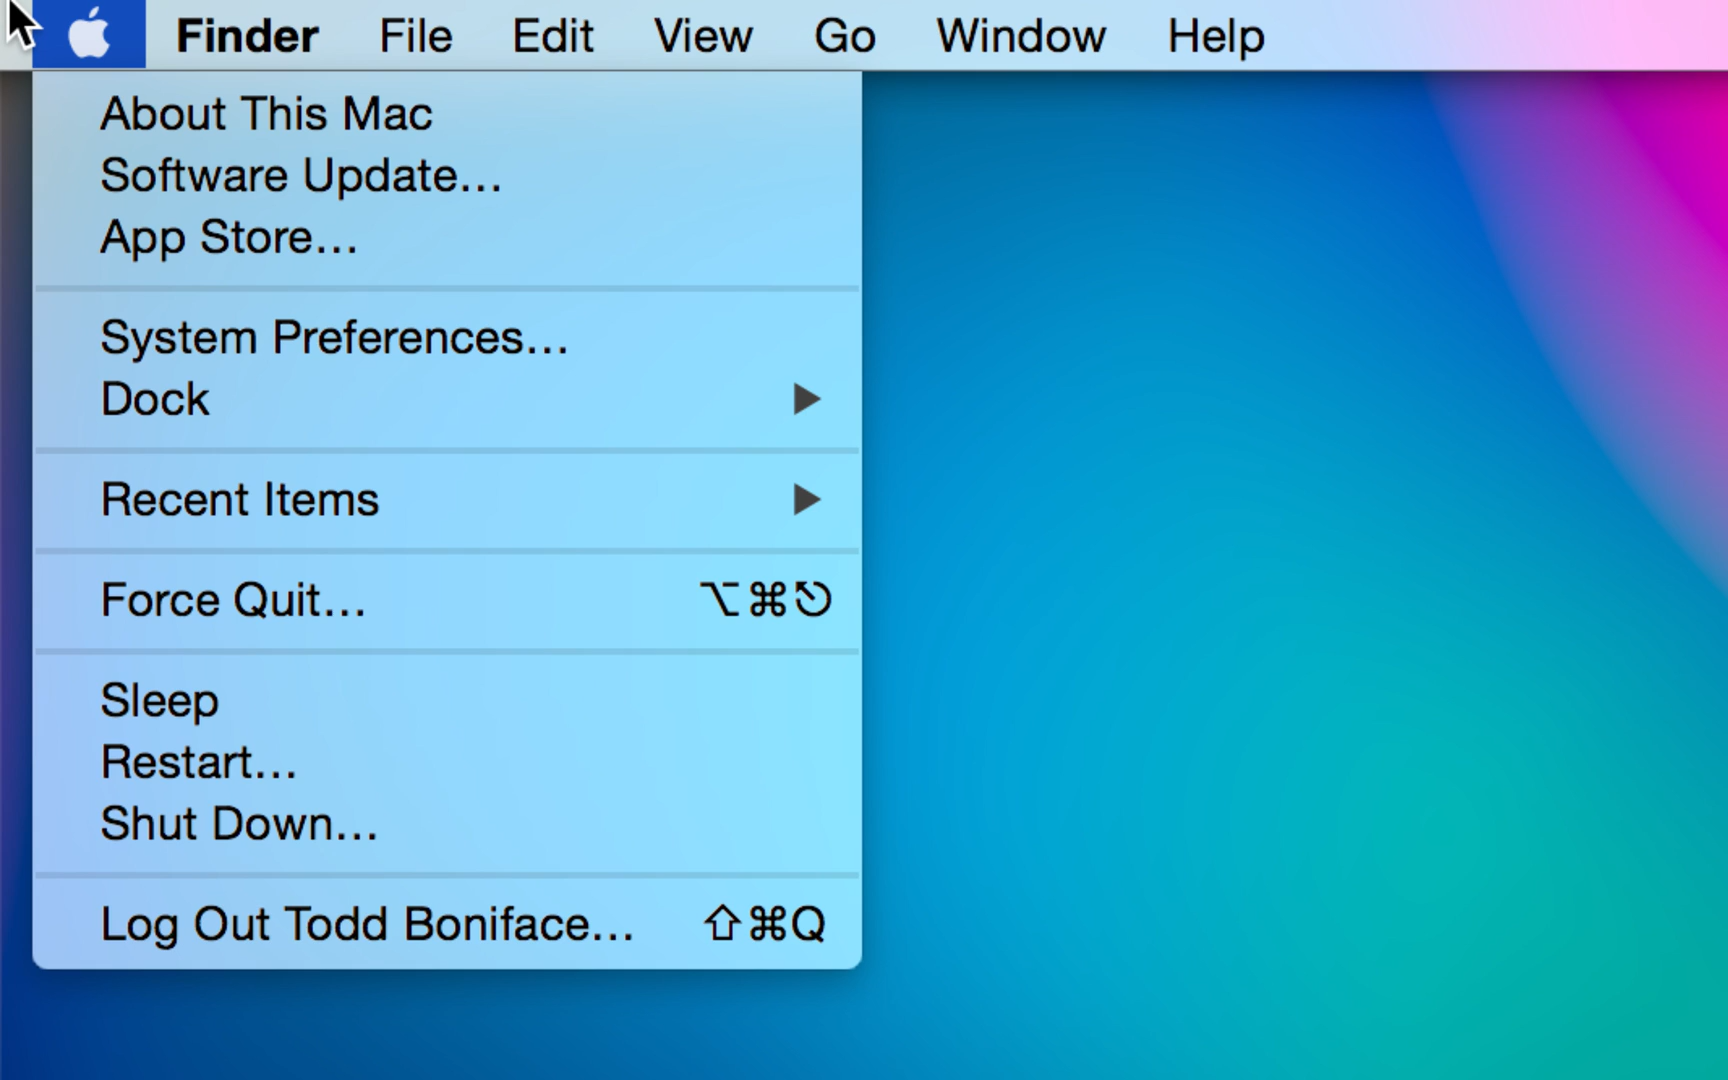 Finder File Edit View Go Window Help
About This Mac
Software Update…
App Store…
System Preferences…
Dock ▶
Recent Items ▶
Force Quit… ⌥⌘⎋
Sleep
Restart…
Shut Down…
Log Out Todd Boniface… ⇧⌘Q